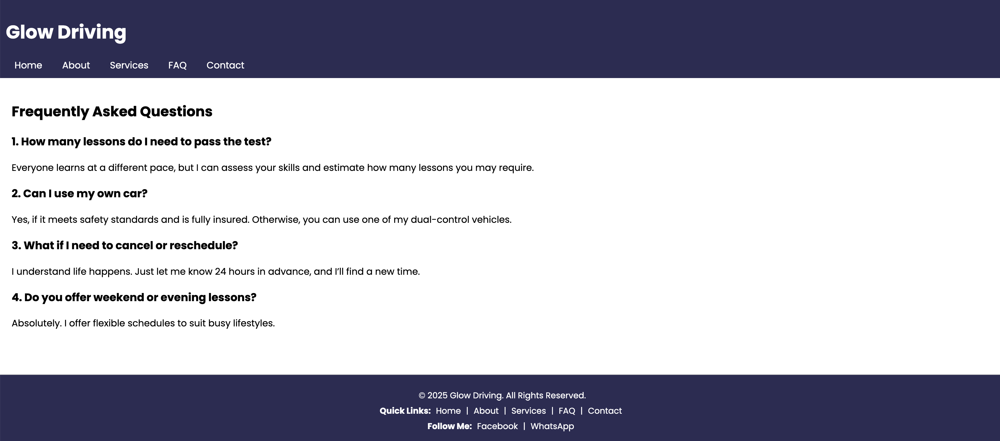 Glow Driving
Home About Services FAQ Contact
Frequently Asked Questions
1. How many lessons do I need to pass the test?
Everyone learns at a different pace, but I can assess your skills and estimate how many lessons you may require.
2. Can I use my own car?
Yes, if it meets safety standards and is fully insured. Otherwise, you can use one of my dual-control vehicles.
3. What if I need to cancel or reschedule?
I understand life happens. Just let me know 24 hours in advance, and I’ll find a new time.
4. Do you offer weekend or evening lessons?
Absolutely. I offer flexible schedules to suit busy lifestyles.
© 2025 Glow Driving. All Rights Reserved.
Quick Links: Home | About | Services | FAQ | Contact
Follow Me: Facebook | WhatsApp